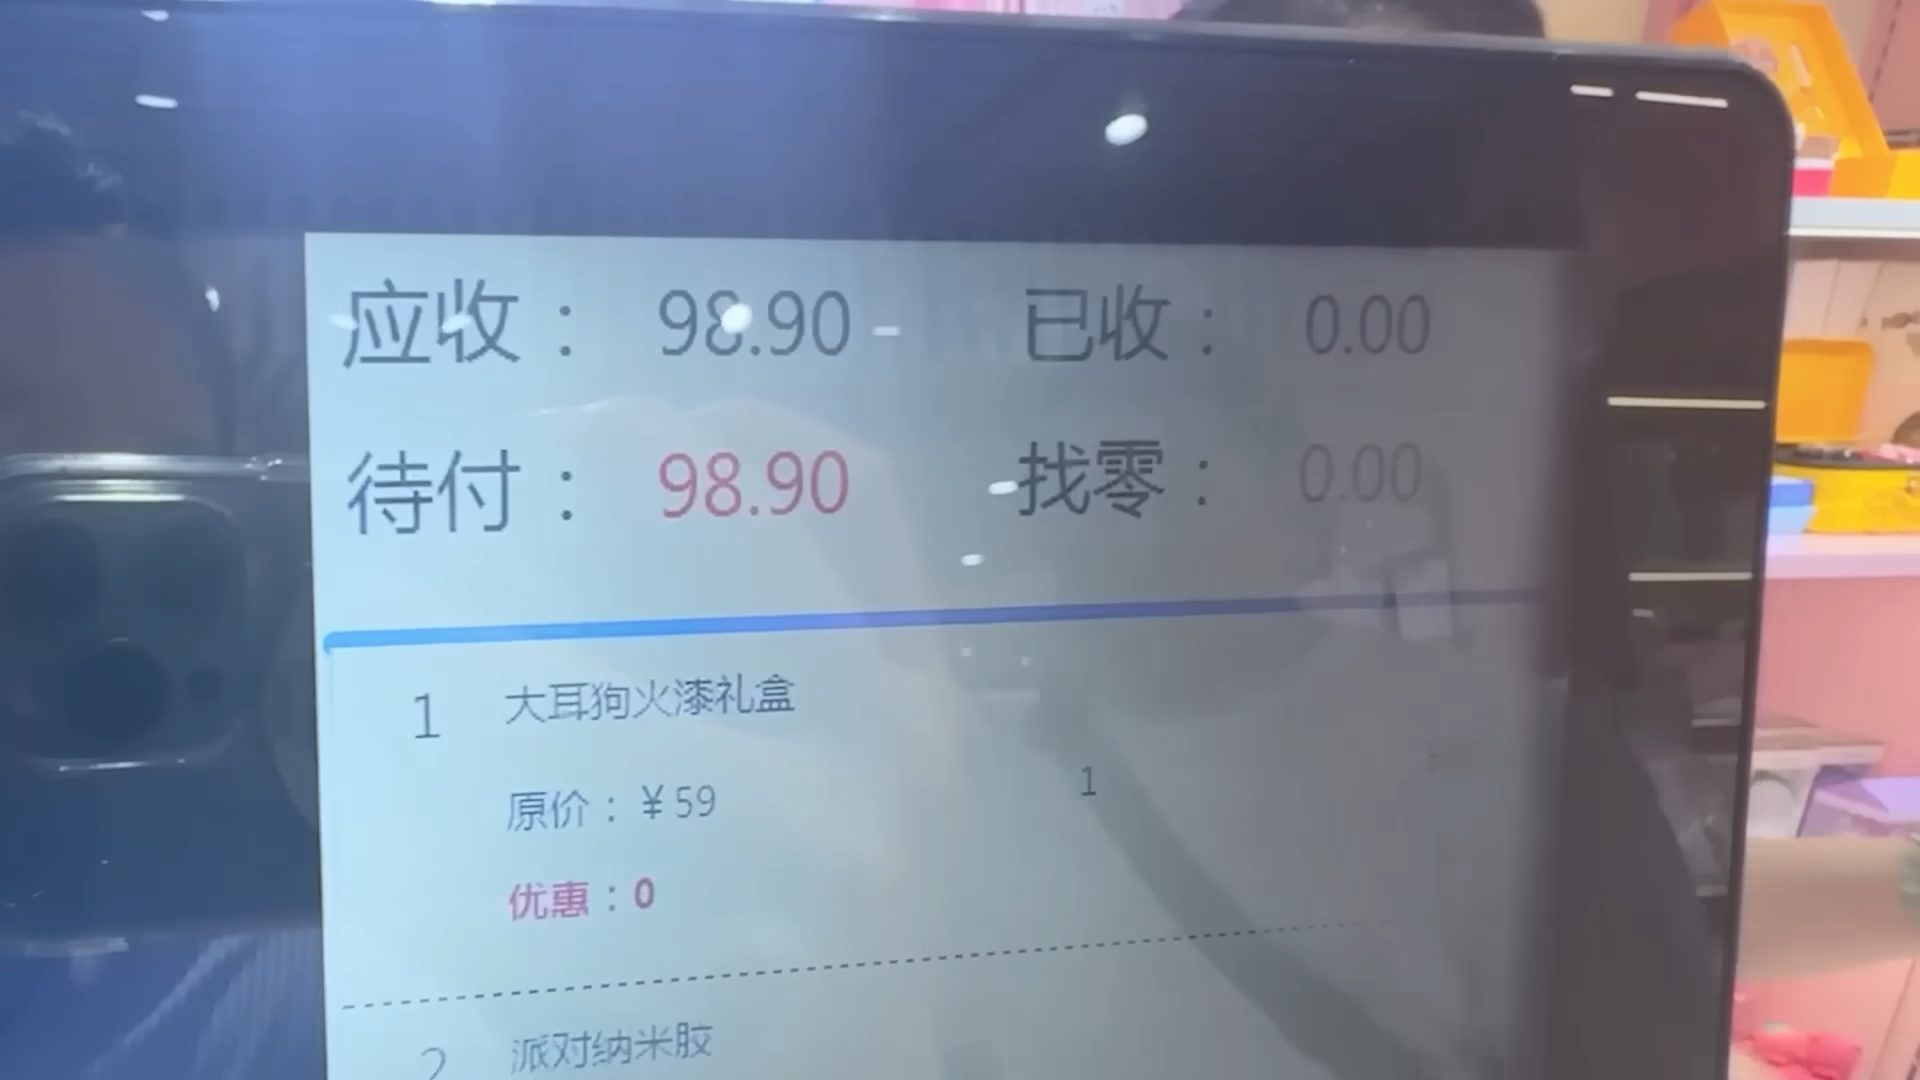 应收： 98.90 已收： 0.00
待付： 98.90 找零： 0.00
1 大耳狗火漆礼盒
原价：￥59 1
优惠：0
2 派对纳米胶